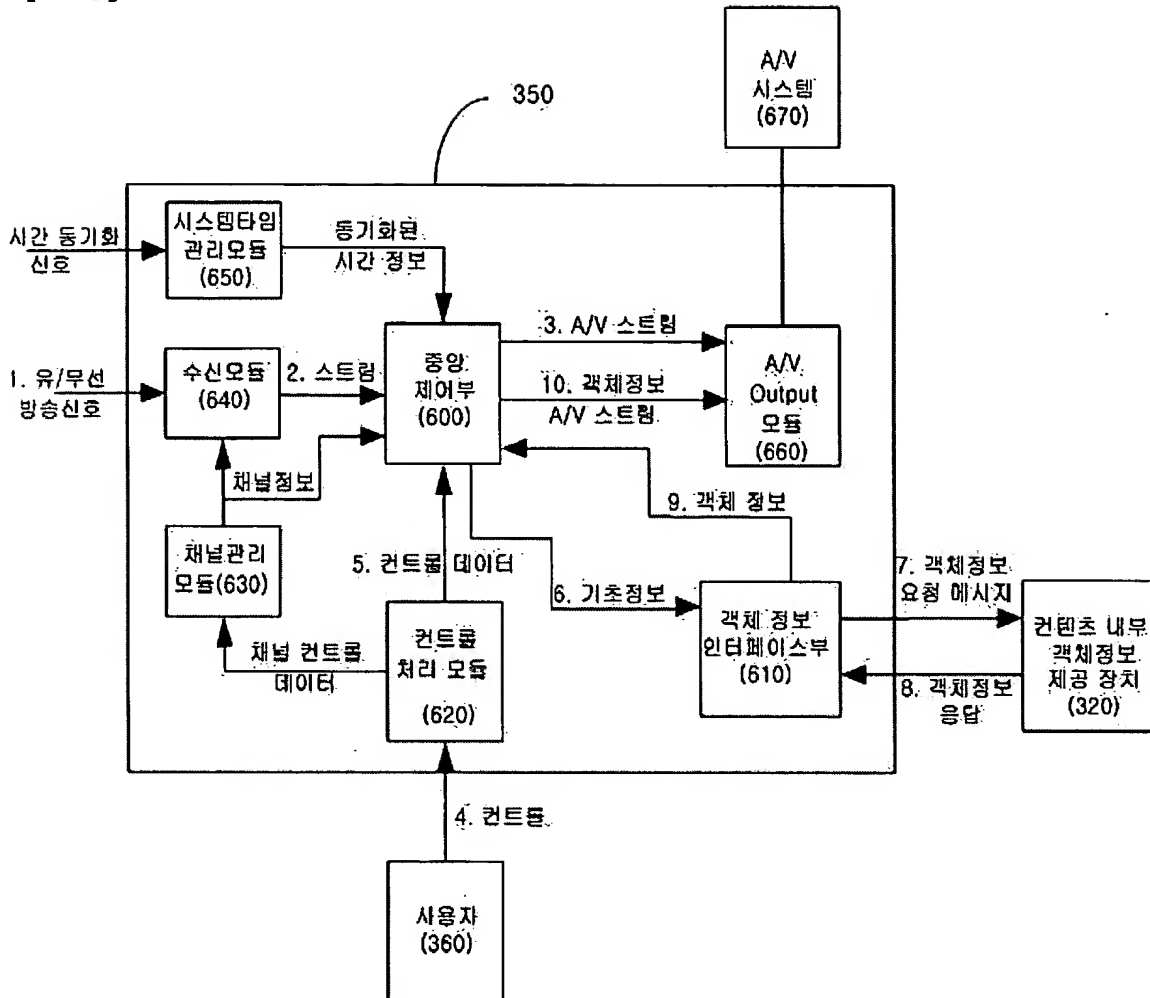 A/V
시스템
(670)
350
시간 동기화
신호
시스템타임
관리모듈
(650)
동기화된
시간 정보
1. 유/무선
방송신호
수신모듈
(640)
2. 스트림
중앙
제어부
(600)
3. A/V 스트림
10. 객체정보
A/V 스트림
A/V
Output
모듈
(660)
채널정보
9. 객체 정보
채널관리
모듈(630)
5. 컨트롤 데이터
6. 기초정보
7. 객체정보
요청 메시지
채널 컨트롤
데이터
컨트롤
처리 모듈
(620)
객체 정보
인터페이스부
(610)
8. 객체정보
응답
컨텐츠 내부
객체정보
제공 장치
(320)
4. 컨트롤
사용자
(360)